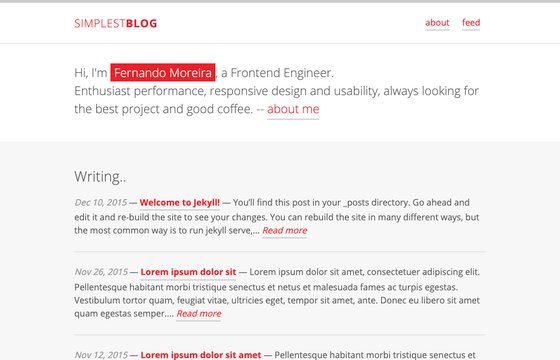 SIMPLESTBLOG
about feed
Hi, I'm Fernando Moreira, a Frontend Engineer.
Enthusiast performance, responsive design and usability, always looking for
the best project and good coffee. -- about me
Writing..
Dec 10, 2015 — Welcome to Jekyll! — You'll find this post in your _posts directory. Go ahead and
edit it and re-build the site to see your changes. You can rebuild the site in many different ways, but
the most common way is to run jekyll serve,... Read more
Nov 26, 2015 — Lorem ipsum dolor sit — Lorem ipsum dolor sit amet, consectetuer adipiscing elit.
Pellentesque habitant morbi tristique senectus et netus et malesuada fames ac turpis egestas.
Vestibulum tortor quam, feugiat vitae, ultricies eget, tempor sit amet, ante. Donec eu libero sit amet
quam egestas semper.... Read more
Nov 12, 2015 — Lorem ipsum dolor sit amet — Pellentesque habitant morbi tristique senectus et